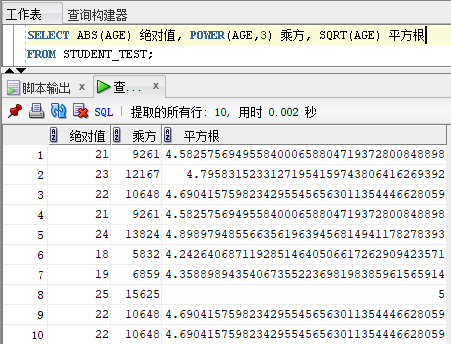 工作表 查询构建器
SELECT ABS(AGE) 绝对值, POWER(AGE,3) 乘方, SQRT(AGE) 平方根
FROM STUDENT_TEST;
脚本输出 × 查... ×
SQL | 提取的所有行: 10, 用时 0.002 秒
绝对值 乘方 平方根
1 21 9261 4.58257569495584000658804719372800848898
2 23 12167 4.7958315233127195415974380641626939 2
3 22 10648 4.69041575982342955456563011354446628059
4 21 9261 4.58257569495584000658804719372800848898
5 24 13824 4.89897948556635619639456814941178278393
6 18 5832 4.24264068711928514640506617262909423571
7 19 6859 4.35889894354067355223698198385961565914
8 25 15625 5
9 22 10648 4.69041575982342955456563011354446628059
10 22 10648 4.69041575982342955456563011354446628059